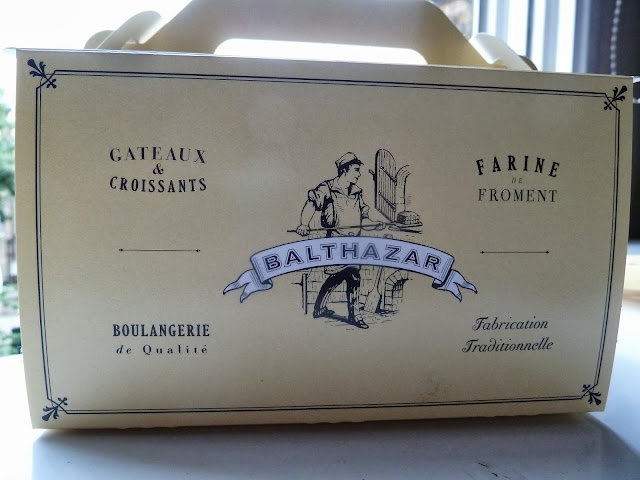 GATEAUX
&
CROISSANTS
BOULANGERIE
de Qualité
BALTHAZAR
FARINE
DE
FROMENT
Fabrication
Traditionnelle